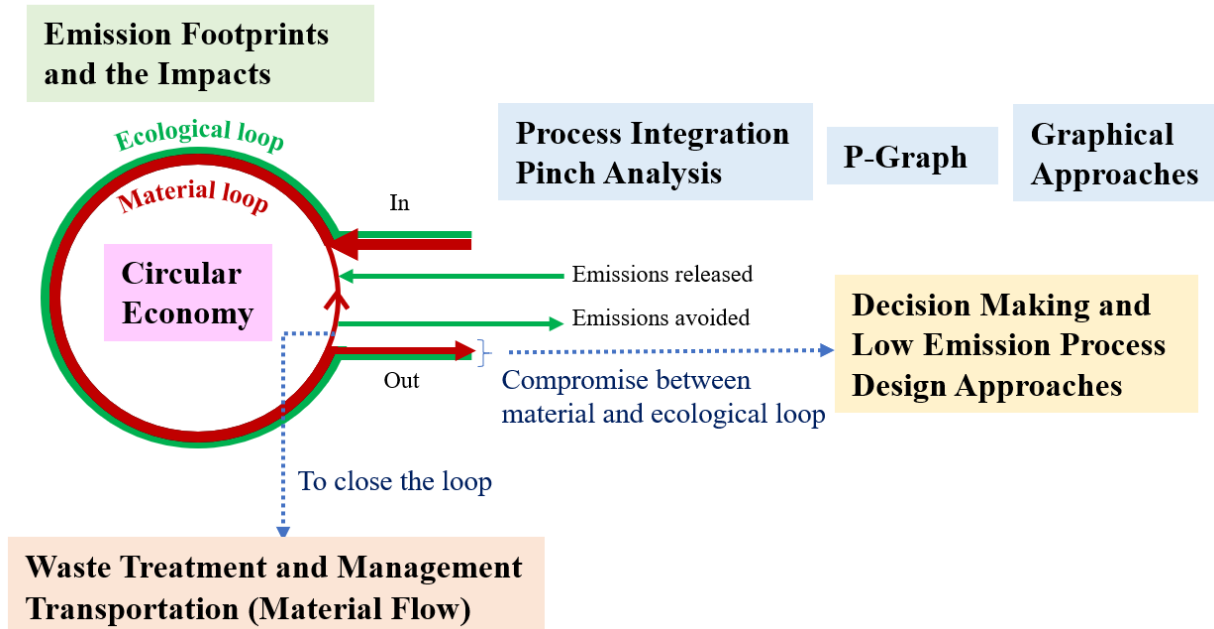 Emission Footprints
and the Impacts
Ecological loop
Material loop
Circular
Economy
In
Emissions released
Emissions avoided
Out
Process Integration
Pinch Analysis
P-Graph
Graphical
Approaches
Compromise between
material and ecological loop
Decision Making and
Low Emission Process
Design Approaches
To close the loop
Waste Treatment and Management
Transportation (Material Flow)